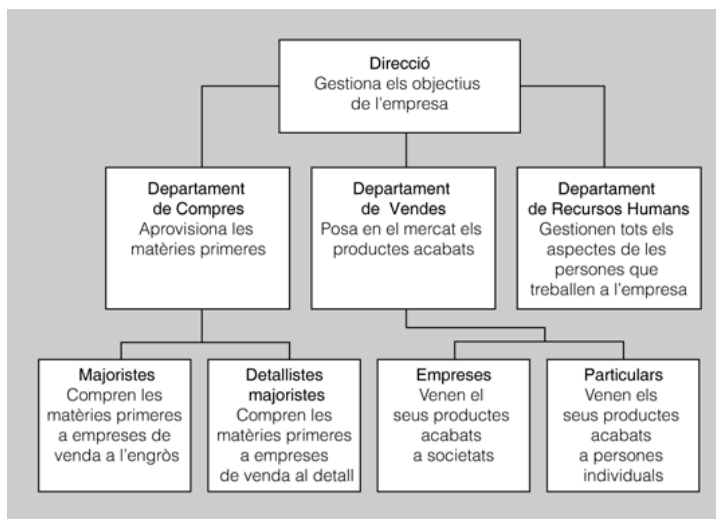 Direcció
Gestiona els objectius
de l'empresa
Departament
de Compres
Aprovisiona les
matèries primeres
Departament
de Vendes
Posa en el mercat els
productes acabats
Departament
de Recursos Humans
Gestionen tots els
aspectes de les
persones que
treballen a l'empresa
Majoristes
Compren les
matèries primeres
a empreses de
venda a l'engròs
Detallistes
majoristes
Compren les
matèries primeres
a empreses
de venda al detall
Empreses
Venen el
seus productes
acabats
a societats
Particulars
Venen els
seus productes
acabats
a persones
individuals